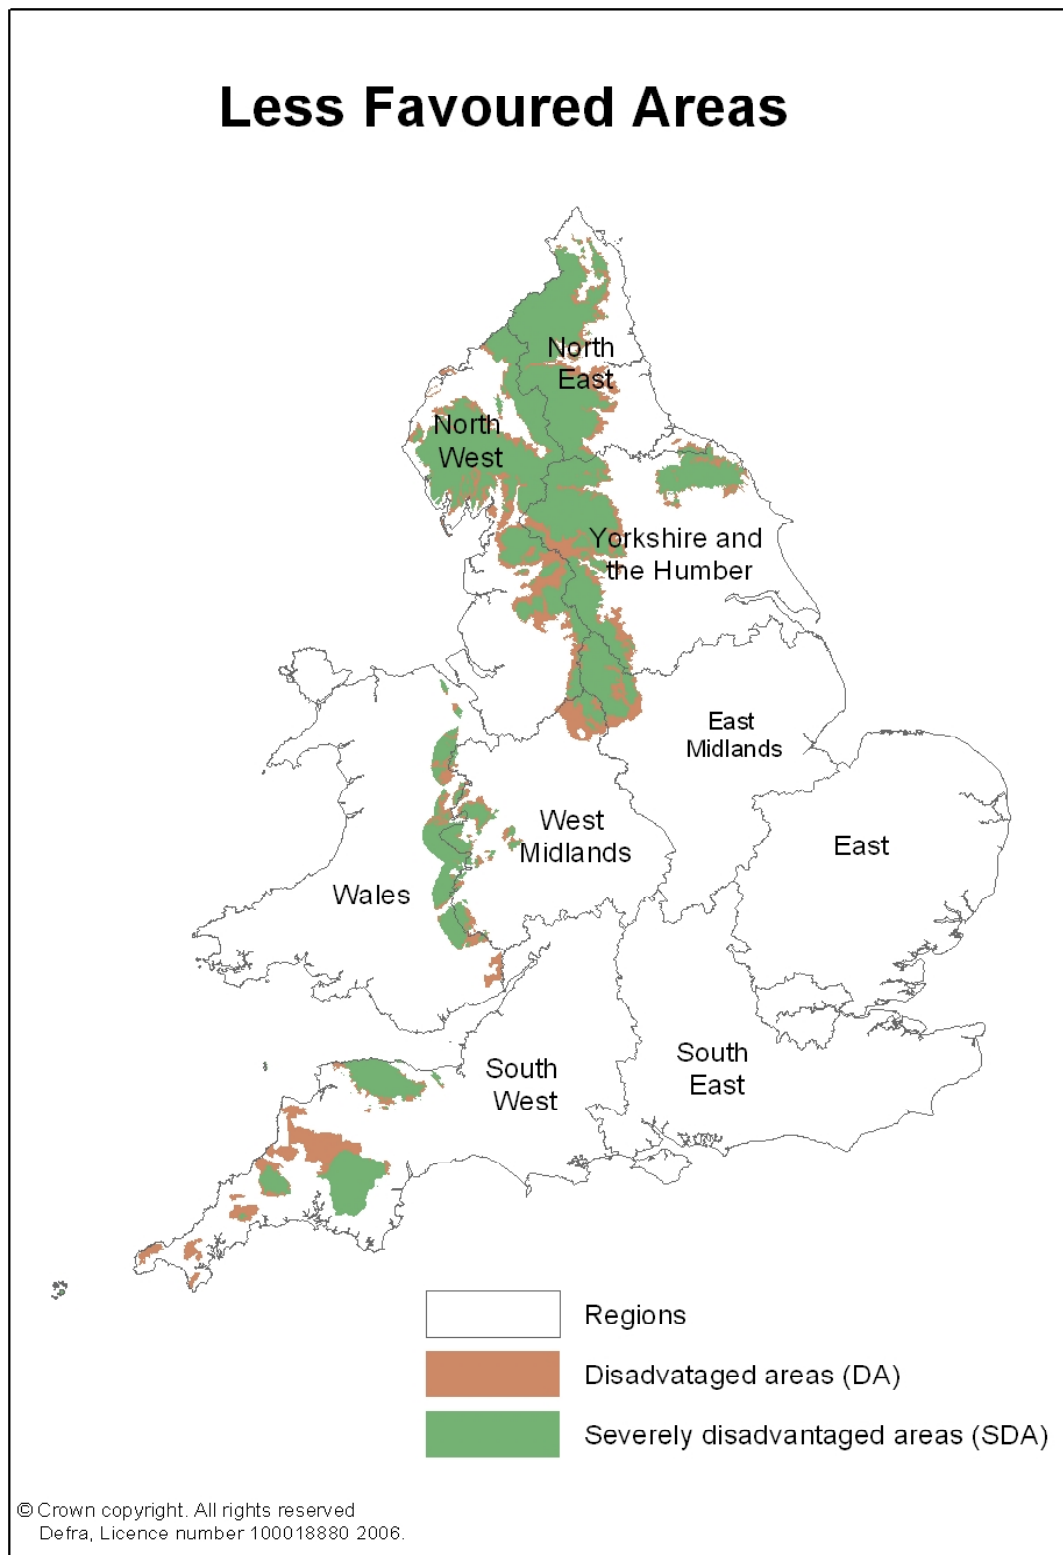 Less Favoured Areas
North
East
North
West
Yorkshire and
the Humber
East
Midlands
West
Midlands
East
Wales
South
West
South
East
Regions
Disadvataged areas (DA)
Severely disadvantaged areas (SDA)
© Crown copyright. All rights reserved
Defra, Licence number 100018880 2006.